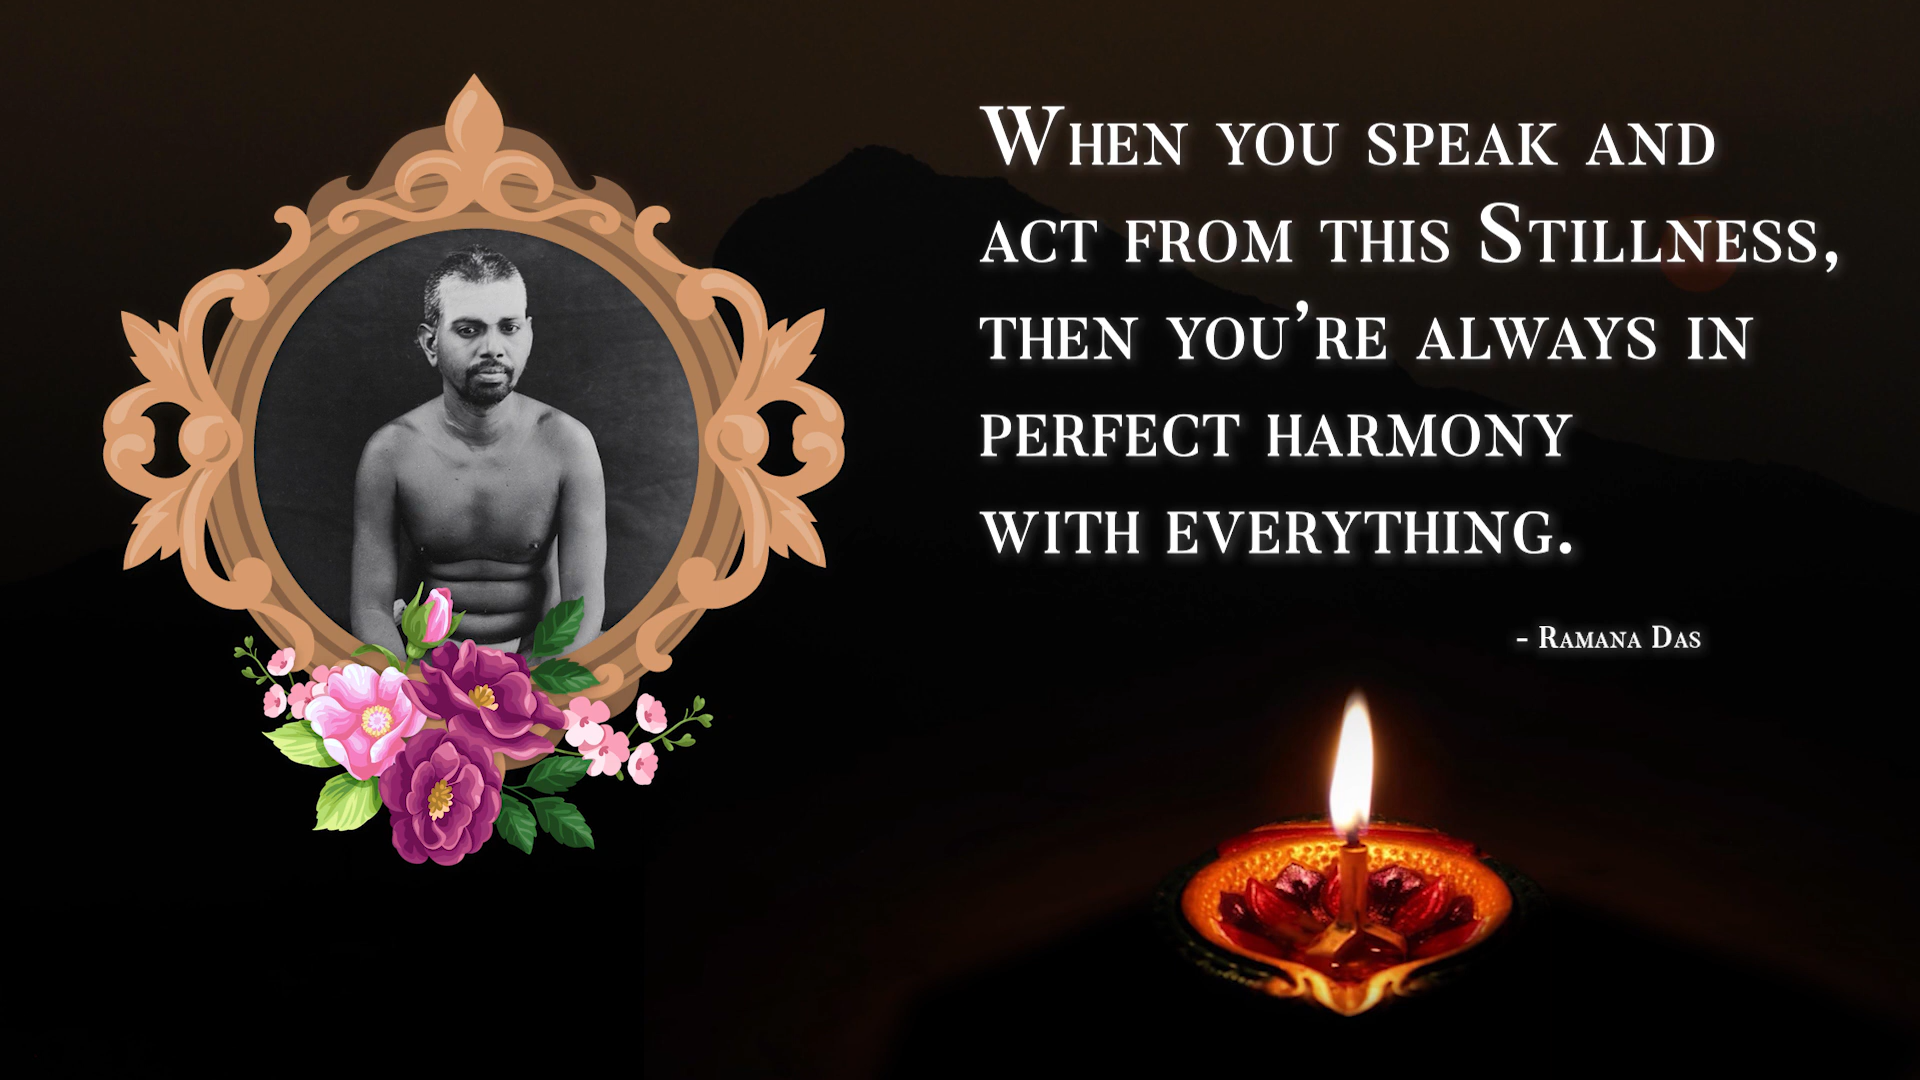 When you speak and
act from this Stillness,
then you’re always in
perfect harmony
with everything.
- Ramana Das